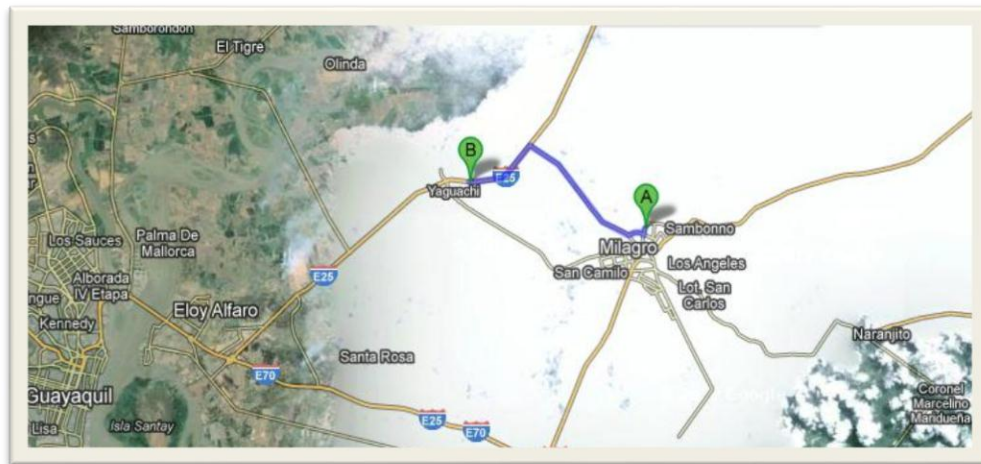 Samborondón
El Tigre
Olinda
B
E25
Yaguachi
A
Sambonno
Milagro
Los Sauces
Palma De
Mallorca
San Camilo
Los Angeles
E25
Alborada
IV Etapa
Lot. San
Carlos
Eloy Alfaro
Kennedy
Naranjito
Santa Rosa
E70
Guayaquil
Coronel
Marcelino
Maridueña
Isla Santay
Lisa
E25
E70